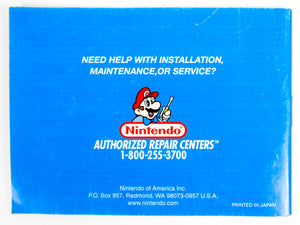 NEED HELP WITH INSTALLATION,
MAINTENANCE,OR SERVICE?
Nintendo
AUTHORIZED REPAIR CENTERS℠
1-800-255-3700
Nintendo of America Inc.
P.O. Box 957, Redmond, WA 98073-0957 U.S.A.
www.nintendo.com
PRINTED IN JAPAN